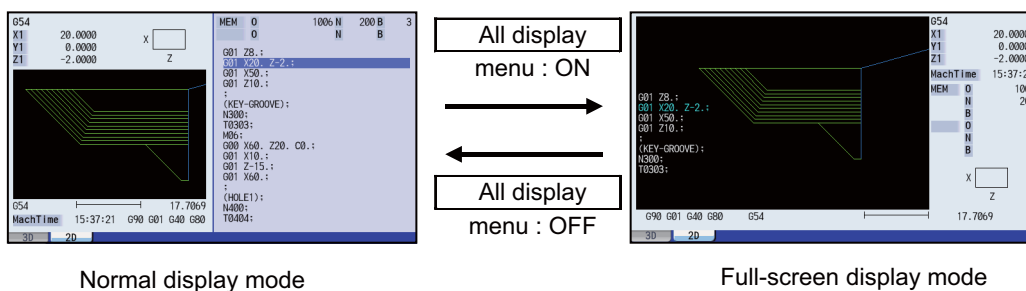 G54
X1 20.0000
Y1 0.0000
Z1 -2.0000
X
Z
G54 17.7069
MachTime 15:37:21 G90 G01 G40 G80
3D 2D
MEM O 1006 N 200 B 3
O N B
G01 Z8.;
G01 X20. Z-2.;
G01 X50.;
G01 Z10.;
;
(KEY-GROOVE);
N300;
T0303;
M06;
G00 X60. Z20. C0.;
G01 X10.;
G01 Z-15.;
G01 X60.;
;
(HOLE1);
N400;
T0404;
Normal display mode
All display
menu : ON
All display
menu : OFF
G01 Z8.;
G01 X20. Z-2.;
G01 X50.;
G01 Z10.;
;
(KEY-GROOVE);
N300;
T0303;
G90 G01 G40 G80 G54 17.7069
3D 2D
G54
X1 20.0000
Y1 0.0000
Z1 -2.0000
MachTime 15:37:2
MEM O 100
N 20
B
O
N
B
X
Z
Full-screen display mode